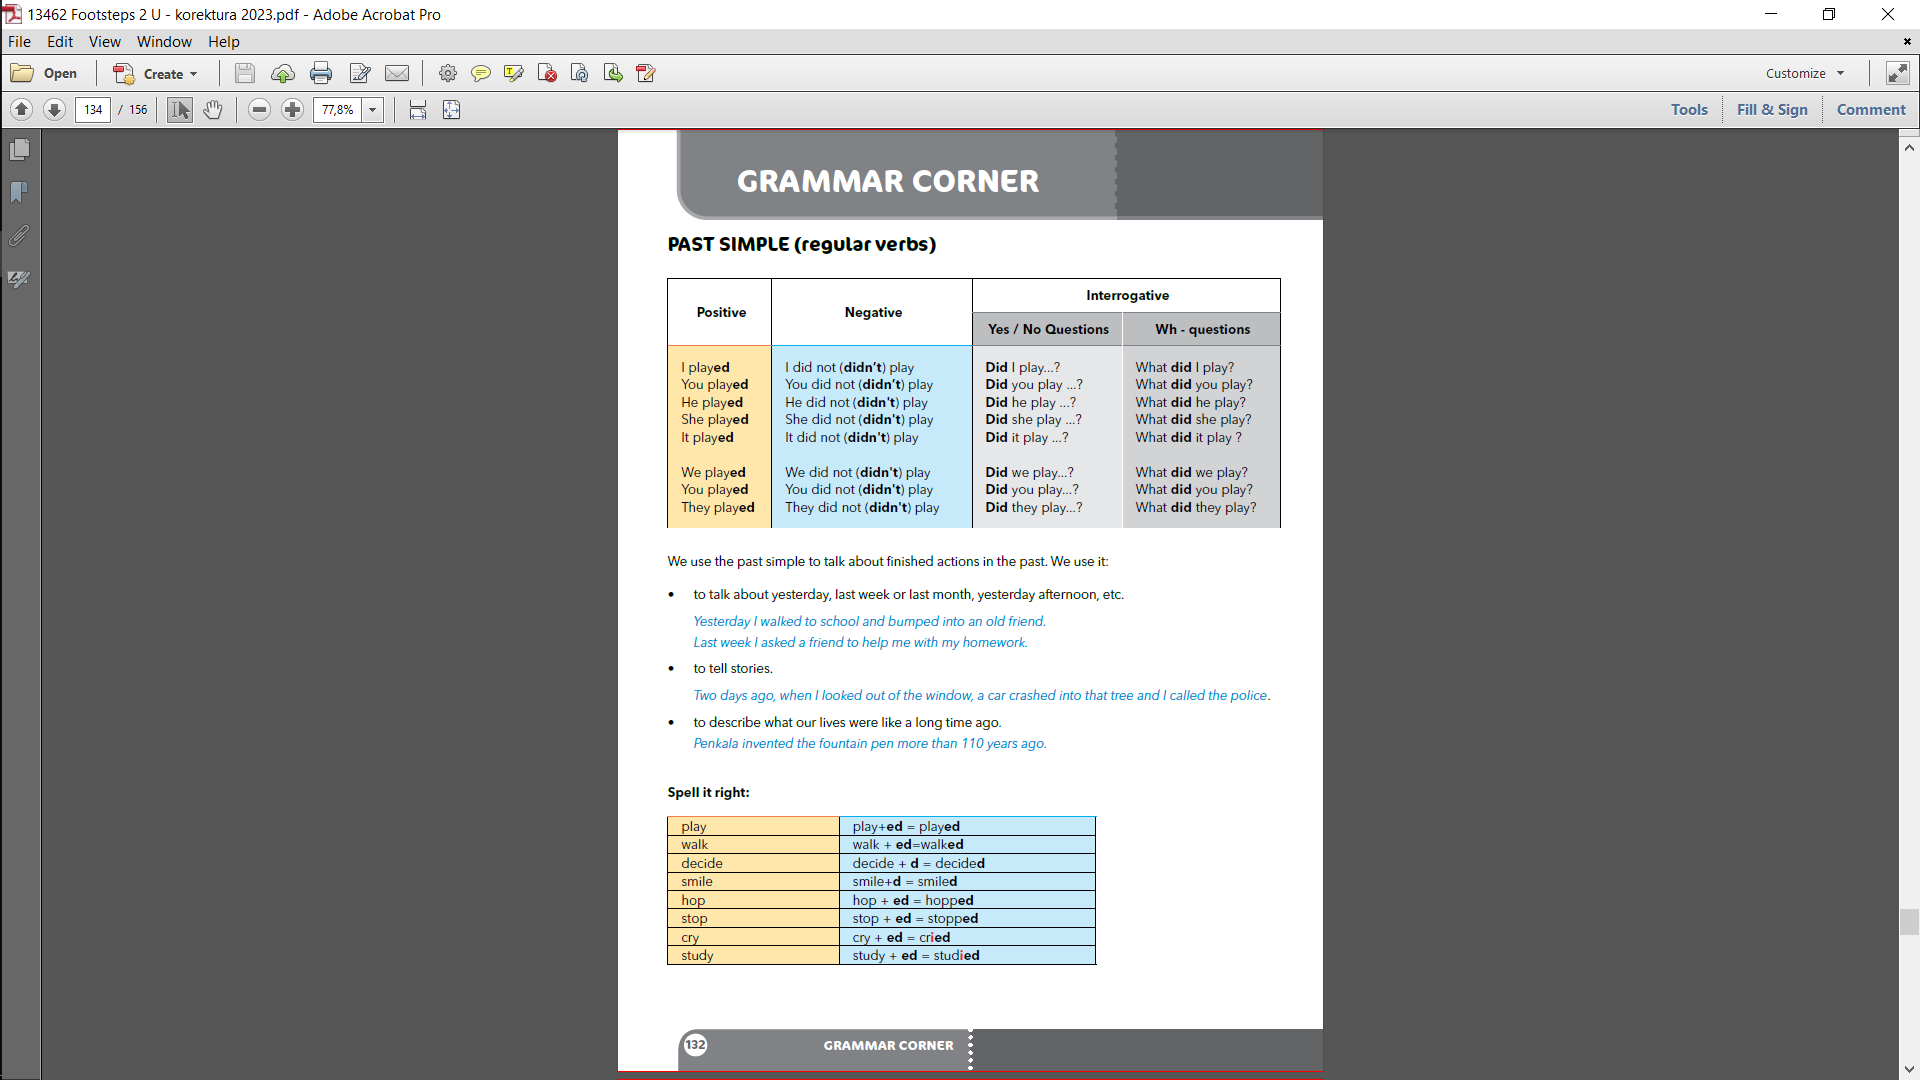 13462 Footsteps 2 U - korektura 2023.pdf - Adobe Acrobat Pro
File Edit View Window Help
Open Create Customize
134 / 156 77,8% Tools Fill & Sign Comment
GRAMMAR CORNER
PAST SIMPLE (regular verbs)
Positive Negative Interrogative
Yes / No Questions Wh - questions
I played I did not (didn’t) play Did I play...? What did I play?
You played You did not (didn’t) play Did you play ...? What did you play?
He played He did not (didn't) play Did he play ...? What did he play?
She played She did not (didn't) play Did she play ...? What did she play?
It played It did not (didn't) play Did it play ...? What did it play ?
We played We did not (didn't) play Did we play...? What did we play?
You played You did not (didn't) play Did you play...? What did you play?
They played They did not (didn't) play Did they play...? What did they play?
We use the past simple to talk about finished actions in the past. We use it:
• to talk about yesterday, last week or last month, yesterday afternoon, etc.
Yesterday I walked to school and bumped into an old friend.
Last week I asked a friend to help me with my homework.
• to tell stories.
Two days ago, when I looked out of the window, a car crashed into that tree and I called the police.
• to describe what our lives were like a long time ago.
Penkala invented the fountain pen more than 110 years ago.
Spell it right:
play play+ed = played
walk walk + ed=walked
decide decide + d = decided
smile smile+d = smiled
hop hop + ed = hopped
stop stop + ed = stopped
cry cry + ed = cried
study study + ed = studied
132 GRAMMAR CORNER